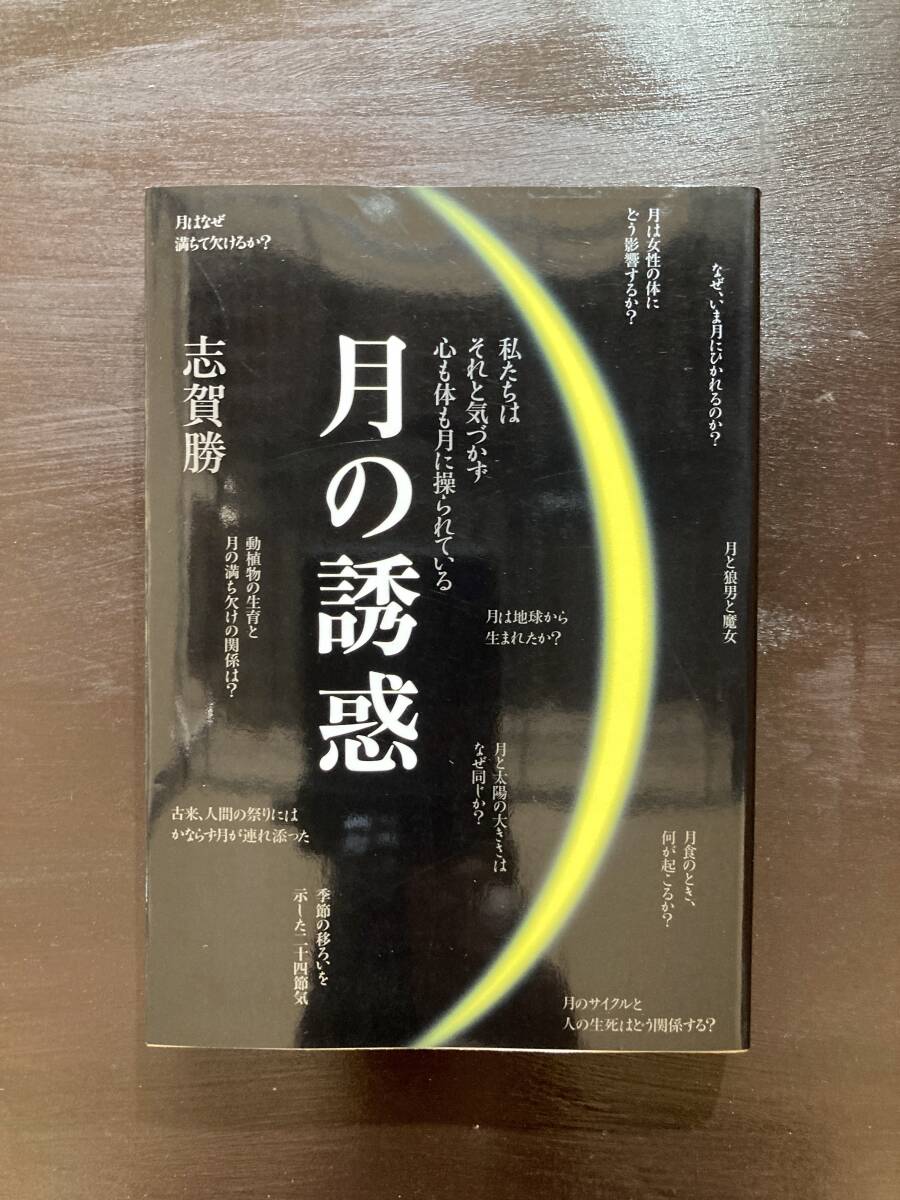 月はなぜ
満ちて欠けるか?
月は女性の体に
どう影響するか?
なぜ、いま月にひかれるのか?
私たちは
それと気づかず
心も体も月に操られている
月の誘惑
志賀勝
月と狼男と魔女
動植物の生育と
月の満ち欠けの関係は?
月は地球から
生まれたか?
月と太陽の大きさは
なぜ同じか?
古来、人間の祭りには
かならず月が連れ添った
月食のとき、
何が起こるか?
季節の移ろいを
示した二十四節気
月のサイクルと
人の生死はどう関係する?